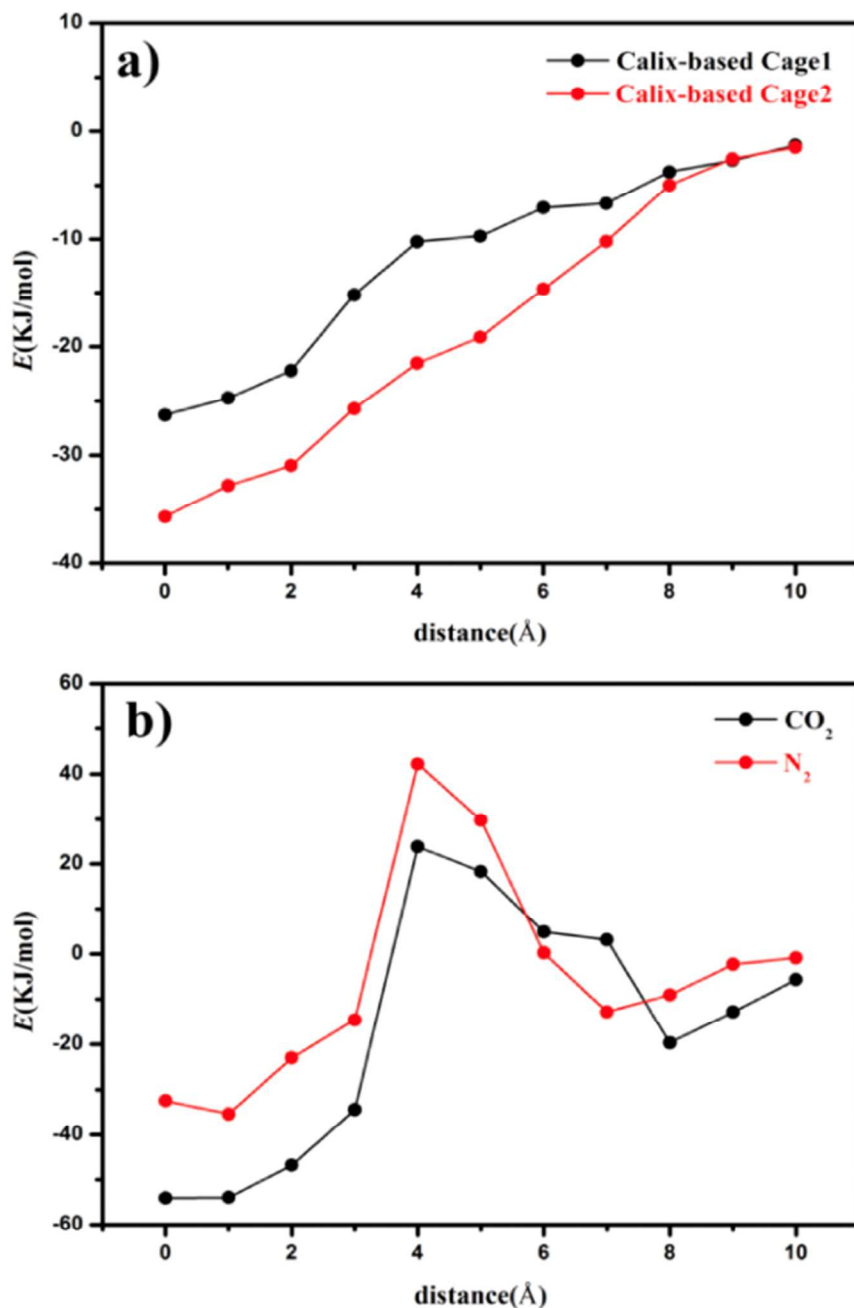 a)
Calix-based Cage1
Calix-based Cage2
10
0
-10
-20
-30
-40
E(KJ/mol)
0 2 4 6 8 10
distance(Å)
b)
CO₂
N₂
60
40
20
0
-20
-40
-60
E(KJ/mol)
0 2 4 6 8 10
distance(Å)